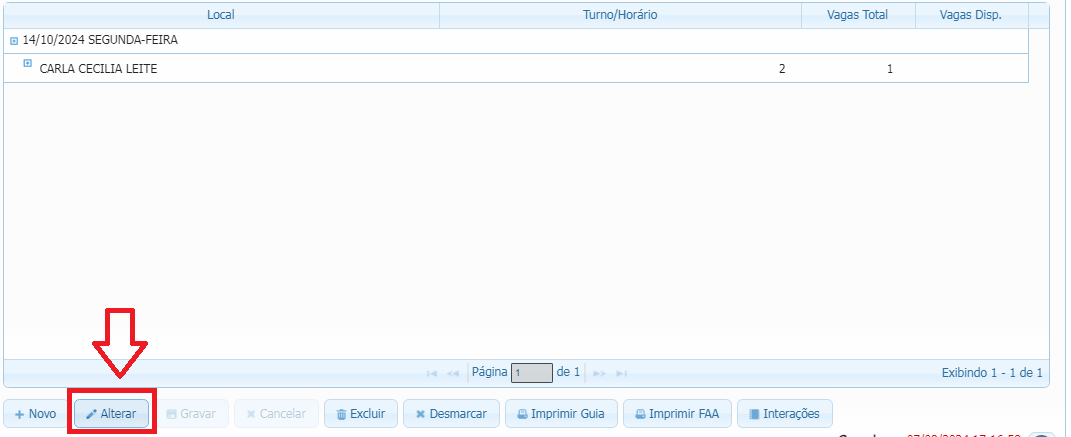 Local Turno/Horário Vagas Total Vagas Disp.
14/10/2024 SEGUNDA-FEIRA
CARLA CECILIA LEITE 2 1
Página 1 de 1 Exibindo 1 - 1 de 1
Novo Alterar Gravar Cancelar Excluir Desmarcar Imprimir Guia Imprimir FAA Interações